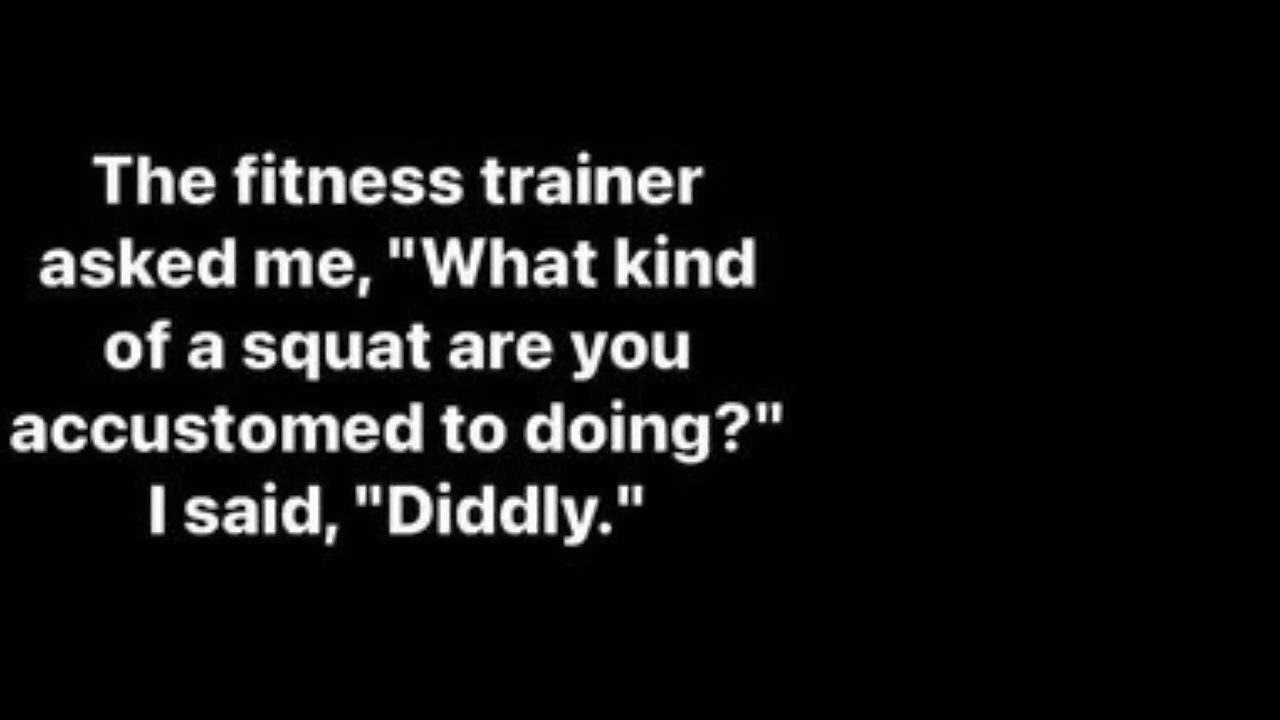 The fitness trainer
asked me, "What kind
of a squat are you
accustomed to doing?"
I said, "Diddly."